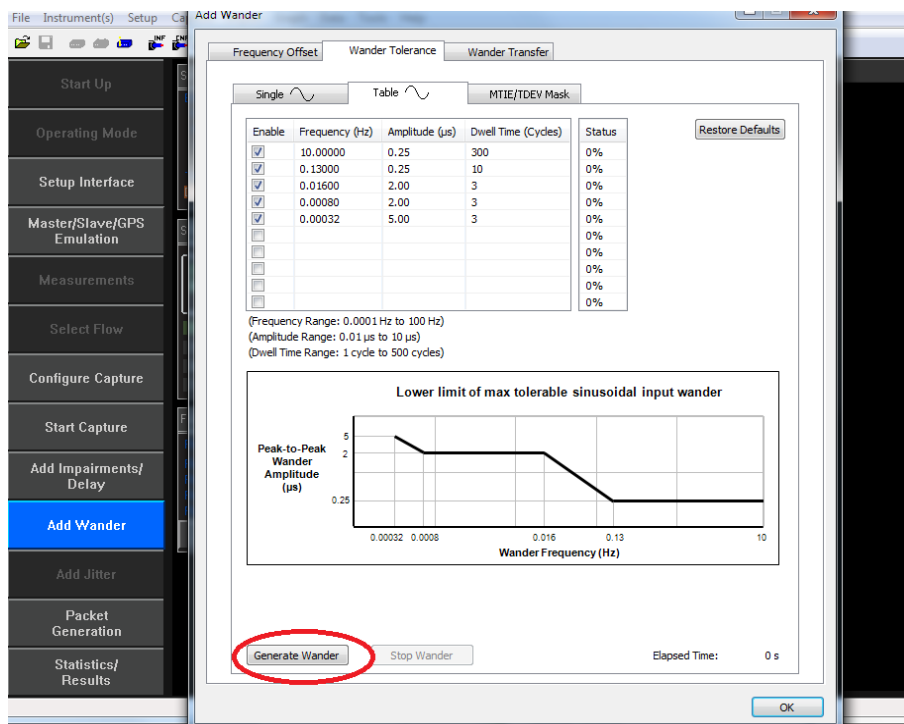 File Instrument(s) Setup
Add Wander
Start Up
Operating Mode
Setup Interface
Master/Slave/GPS
Emulation
Measurements
Select Flow
Configure Capture
Start Capture
Add Impairments/
Delay
Add Wander
Add Jitter
Packet
Generation
Statistics/
Results
Frequency Offset Wander Tolerance Wander Transfer
Single Table MTIE/TDEV Mask
Enable Frequency (Hz) Amplitude (µs) Dwell Time (Cycles) Status Restore Defaults
10.00000 0.25 300 0%
0.13000 0.25 10 0%
0.01600 2.00 3 0%
0.00080 2.00 3 0%
0.00032 5.00 3 0%
0%
0%
0%
0%
0%
(Frequency Range: 0.0001 Hz to 100 Hz)
(Amplitude Range: 0.01 µs to 10 µs)
(Dwell Time Range: 1 cycle to 500 cycles)
Lower limit of max tolerable sinusoidal input wander
Peak-to-Peak
Wander
Amplitude
(µs)
5
2
0.25
0.00032 0.0008 0.016 0.13 10
Wander Frequency (Hz)
Generate Wander Stop Wander Elapsed Time: 0 s
OK